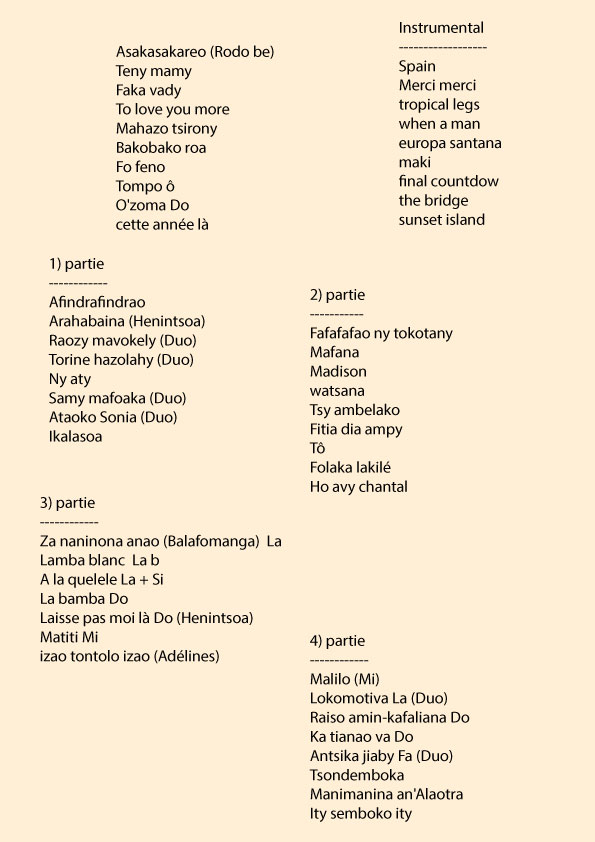 Asakasakareo (Rodo be)
Teny mamy
Faka vady
To love you more
Mahazo tsirony
Bakobako roa
Fo feno
Tompo ô
O'zoma Do
cette année là
Instrumental
------------------
Spain
Merci merci
tropical legs
when a man
europa santana
maki
final countdow
the bridge
sunset island
1) partie
------------
Afindrafindrao
Arahabaina (Henintsoa)
Raozy mavokely (Duo)
Torine hazolahy (Duo)
Ny aty
Samy mafoaka (Duo)
Ataoko Sonia (Duo)
Ikalasoa
2) partie
-----------
Fafafafao ny tokotany
Mafana
Madison
watsana
Tsy ambelako
Fitia dia ampy
Tô
Folaka lakilé
Ho avy chantal
3) partie
------------
Za naninona anao (Balafomanga)  La
Lamba blanc  La b
A la quelele La + Si
La bamba Do
Laisse pas moi là Do (Henintsoa)
Matiti Mi
izao tontolo izao (Adélines)
4) partie
------------
Malilo (Mi)
Lokomotiva La (Duo)
Raiso amin-kafaliana Do
Ka tianao va Do
Antsika jiaby Fa (Duo)
Tsondemboka
Manimanina an'Alaotra
Ity semboko ity